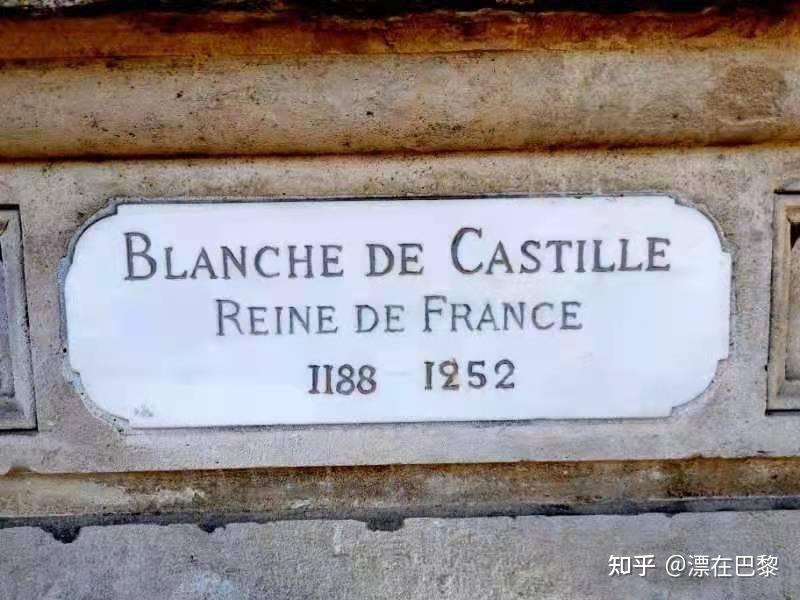 BLANCHE DE CASTILLE
REINE DE FRANCE
1188 1252
知乎 @漂在巴黎